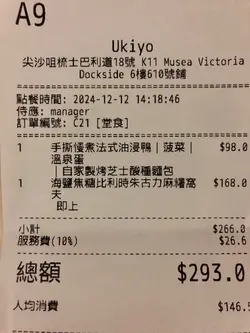 A9
Ukiyo
尖沙咀梳士巴利道18號 K11 Musea Victoria
Dockside 6樓610號舖
點餐時間: 2024-12-12 14:18:46
侍應: manager
訂單編號: C21 [堂食]
1 手撕慢煮法式油浸鴨 | 菠菜 | $98.0
溫泉蛋
| 自家製烤芝士酸種麵包
1 海鹽焦糖比利時朱古力麻糬窩 $168.0
夫
即上
小計 $266.0
服務費(10%) $26.6
總額 $293.0
人均消費 $146.5